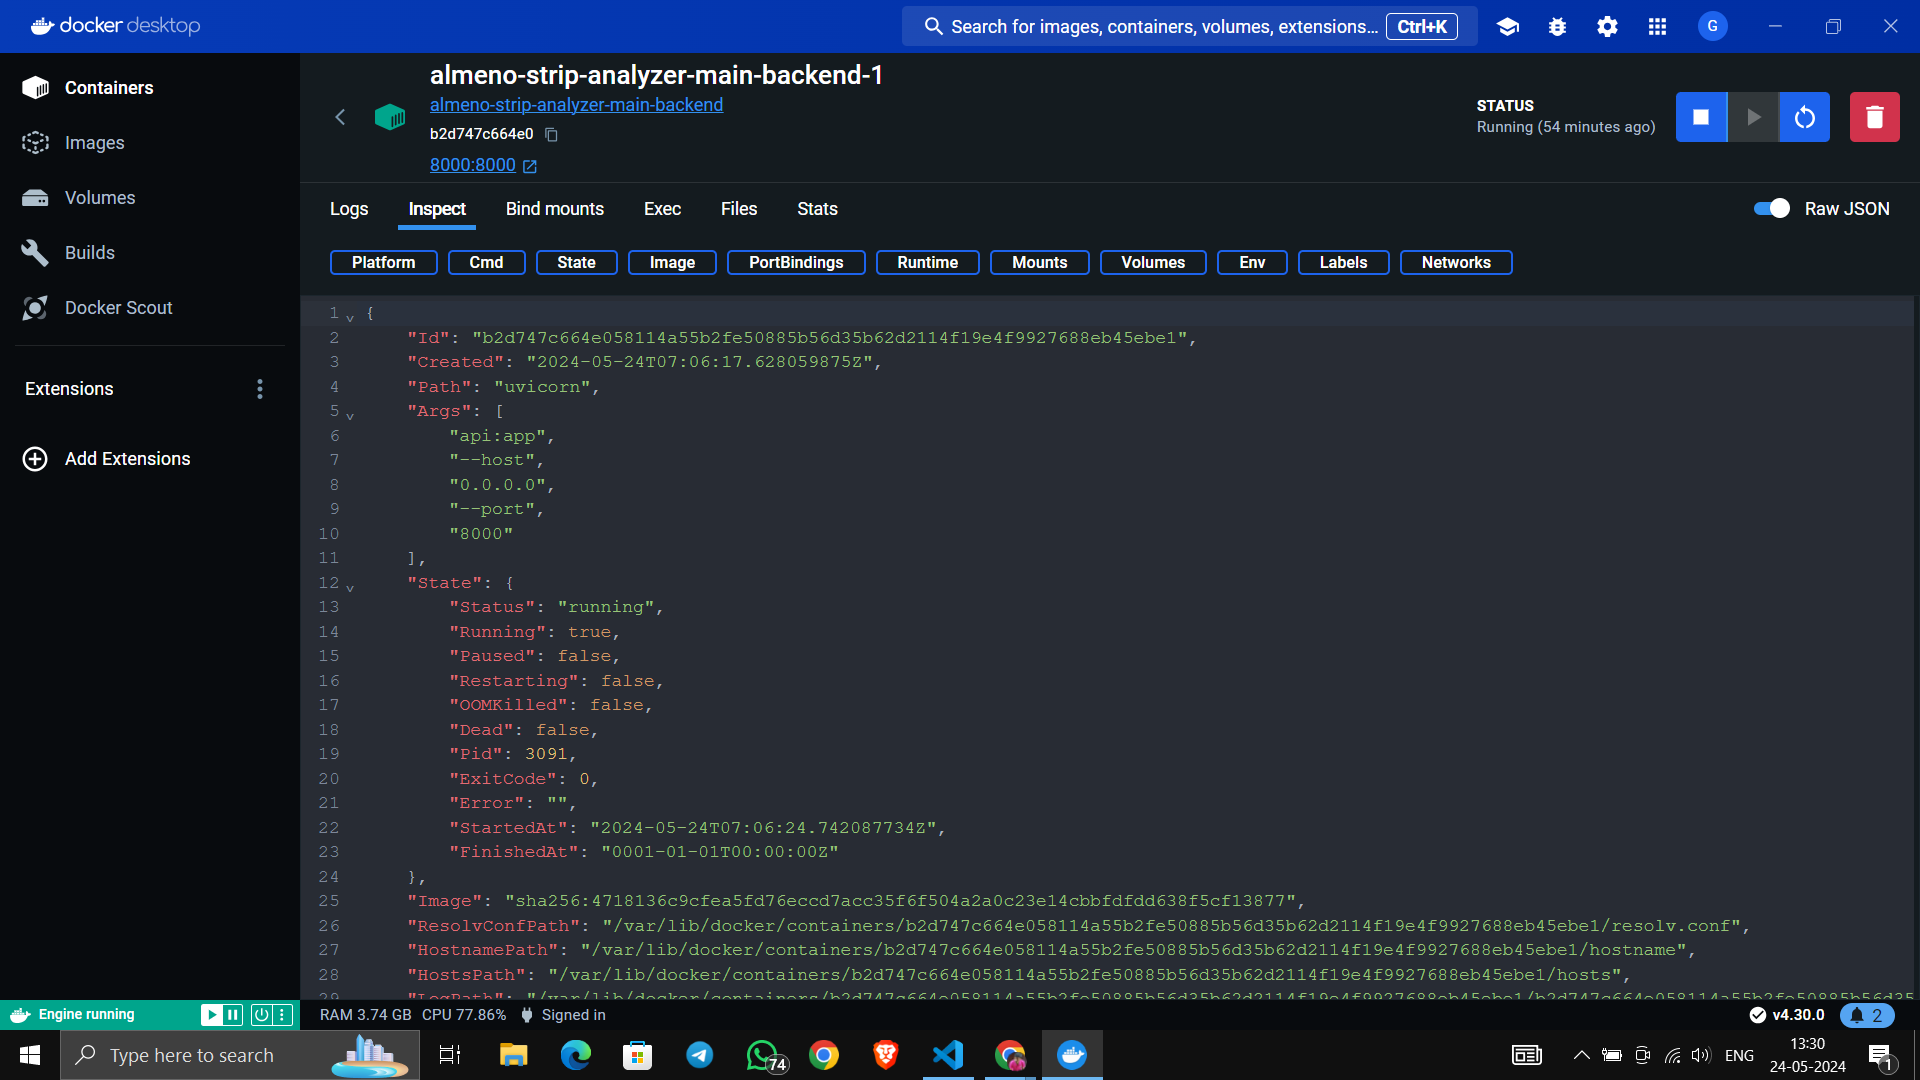 docker desktop
Search for images, containers, volumes, extensions... Ctrl+K
G
Containers
Images
Volumes
Builds
Docker Scout
Extensions
Add Extensions
almeno-strip-analyzer-main-backend-1
almeno-strip-analyzer-main-backend
b2d747c664e0
8000:8000
STATUS
Running (54 minutes ago)
Logs Inspect Bind mounts Exec Files Stats
Raw JSON
Platform Cmd State Image PortBindings Runtime Mounts Volumes Env Labels Networks
1 {
2 "Id": "b2d747c664e058114a55b2fe50885b56d35b62d2114f19e4f9927688eb45ebe1",
3 "Created": "2024-05-24T07:06:17.628059875Z",
4 "Path": "uvicorn",
5 "Args": [
6 "api:app",
7 "--host",
8 "0.0.0.0",
9 "--port",
10 "8000"
11 ],
12 "State": {
13 "Status": "running",
14 "Running": true,
15 "Paused": false,
16 "Restarting": false,
17 "OOMKilled": false,
18 "Dead": false,
19 "Pid": 3091,
20 "ExitCode": 0,
21 "Error": "",
22 "StartedAt": "2024-05-24T07:06:24.742087734Z",
23 "FinishedAt": "0001-01-01T00:00:00Z"
24 },
25 "Image": "sha256:4718136c9cfea5fd76eccd7acc35f6f504a2a0c23e14cbbfdfdd638f5cf13877",
26 "ResolvConfPath": "/var/lib/docker/containers/b2d747c664e058114a55b2fe50885b56d35b62d2114f19e4f9927688eb45ebe1/resolv.conf",
27 "HostnamePath": "/var/lib/docker/containers/b2d747c664e058114a55b2fe50885b56d35b62d2114f19e4f9927688eb45ebe1/hostname",
28 "HostsPath": "/var/lib/docker/containers/b2d747c664e058114a55b2fe50885b56d35b62d2114f19e4f9927688eb45ebe1/hosts",
29 "LogPath": "/var/lib/docker/containers/b2d747c664e058114a55b2fe50885b56d35b62d2114f19e4f9927688eb45ebe1/b2d747c664e058114a55b2fe50885b56d35
Engine running
RAM 3.74 GB CPU 77.86% Signed in
v4.30.0
2
Type here to search
74
ENG
13:30
24-05-2024
1